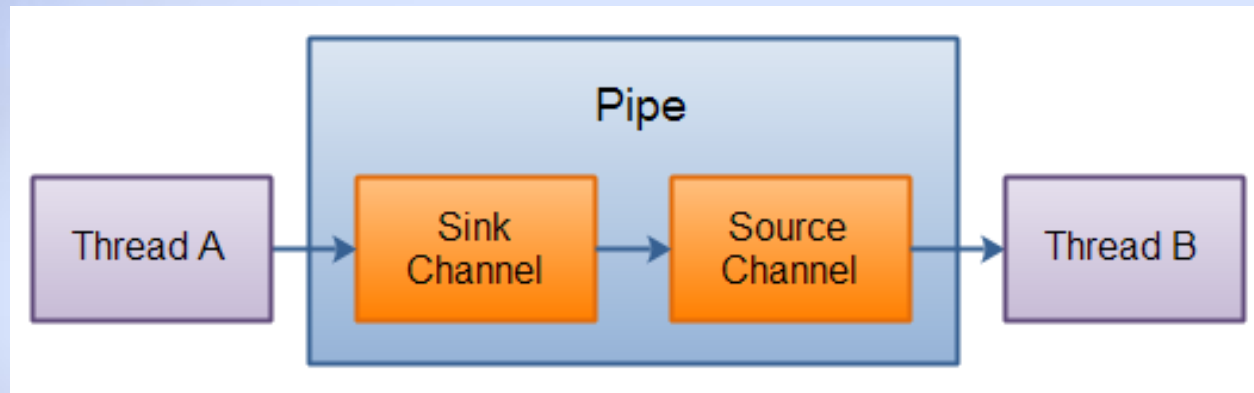 Pipe
Thread A
Sink
Channel
Source
Channel
Thread B